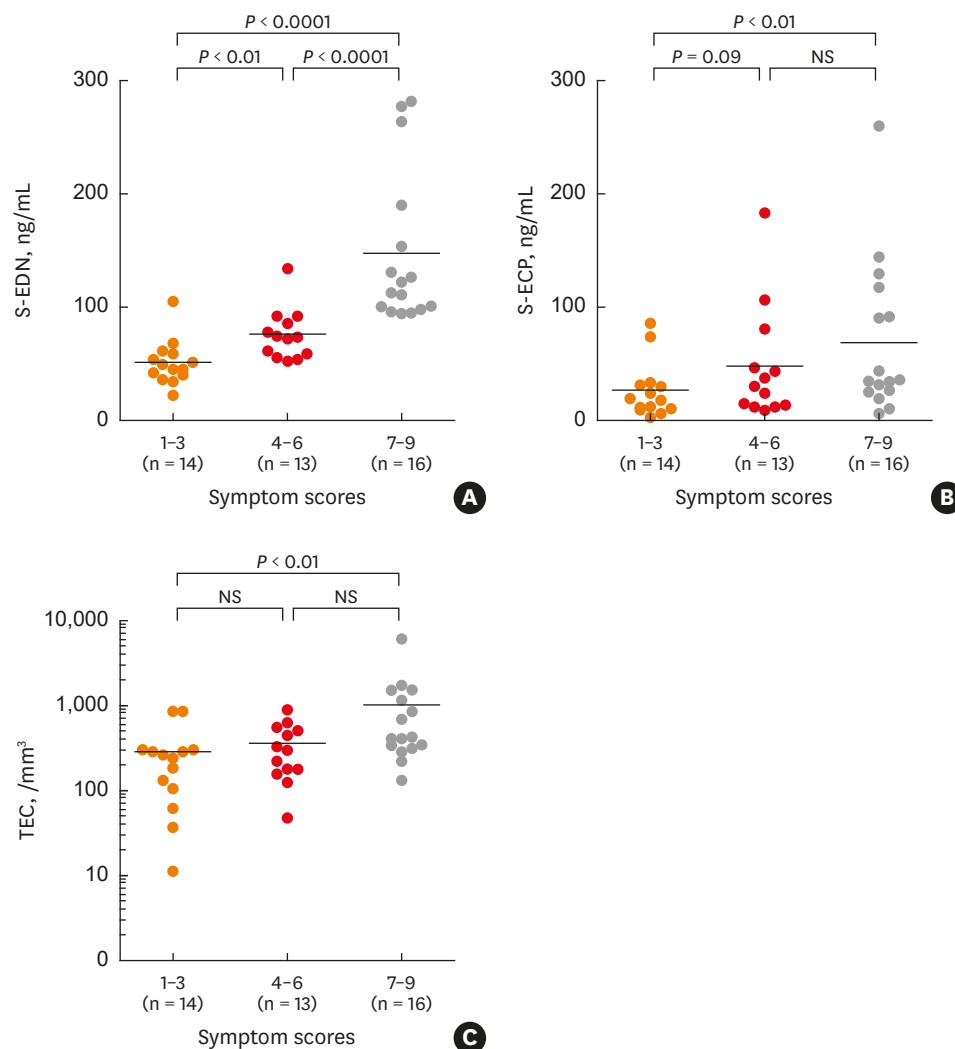 P < 0.0001
P < 0.01 P < 0.0001
300
200
100
0
S-EDN, ng/mL
1–3 4–6 7–9
(n = 14) (n = 13) (n = 16)
Symptom scores
A
P < 0.01
P = 0.09 NS
300
200
100
0
S-ECP, ng/mL
1–3 4–6 7–9
(n = 14) (n = 13) (n = 16)
Symptom scores
B
P < 0.01
NS NS
10,000
1,000
100
10
0
TEC, /mm³
1–3 4–6 7–9
(n = 14) (n = 13) (n = 16)
Symptom scores
C